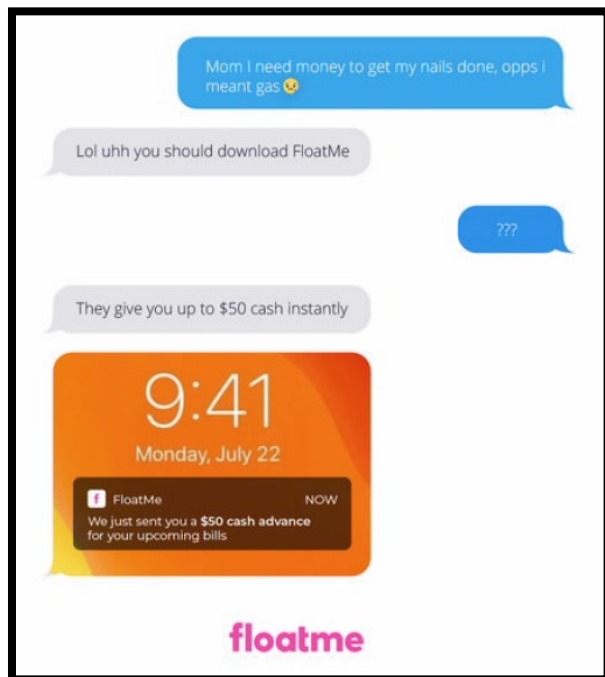 Mom I need money to get my nails done, opps i
meant gas 🤢
Lol uhh you should download FloatMe
???
They give you up to $50 cash instantly
9:41
Monday, July 22
f FloatMe NOW
We just sent you a $50 cash advance
for your upcoming bills
floatme